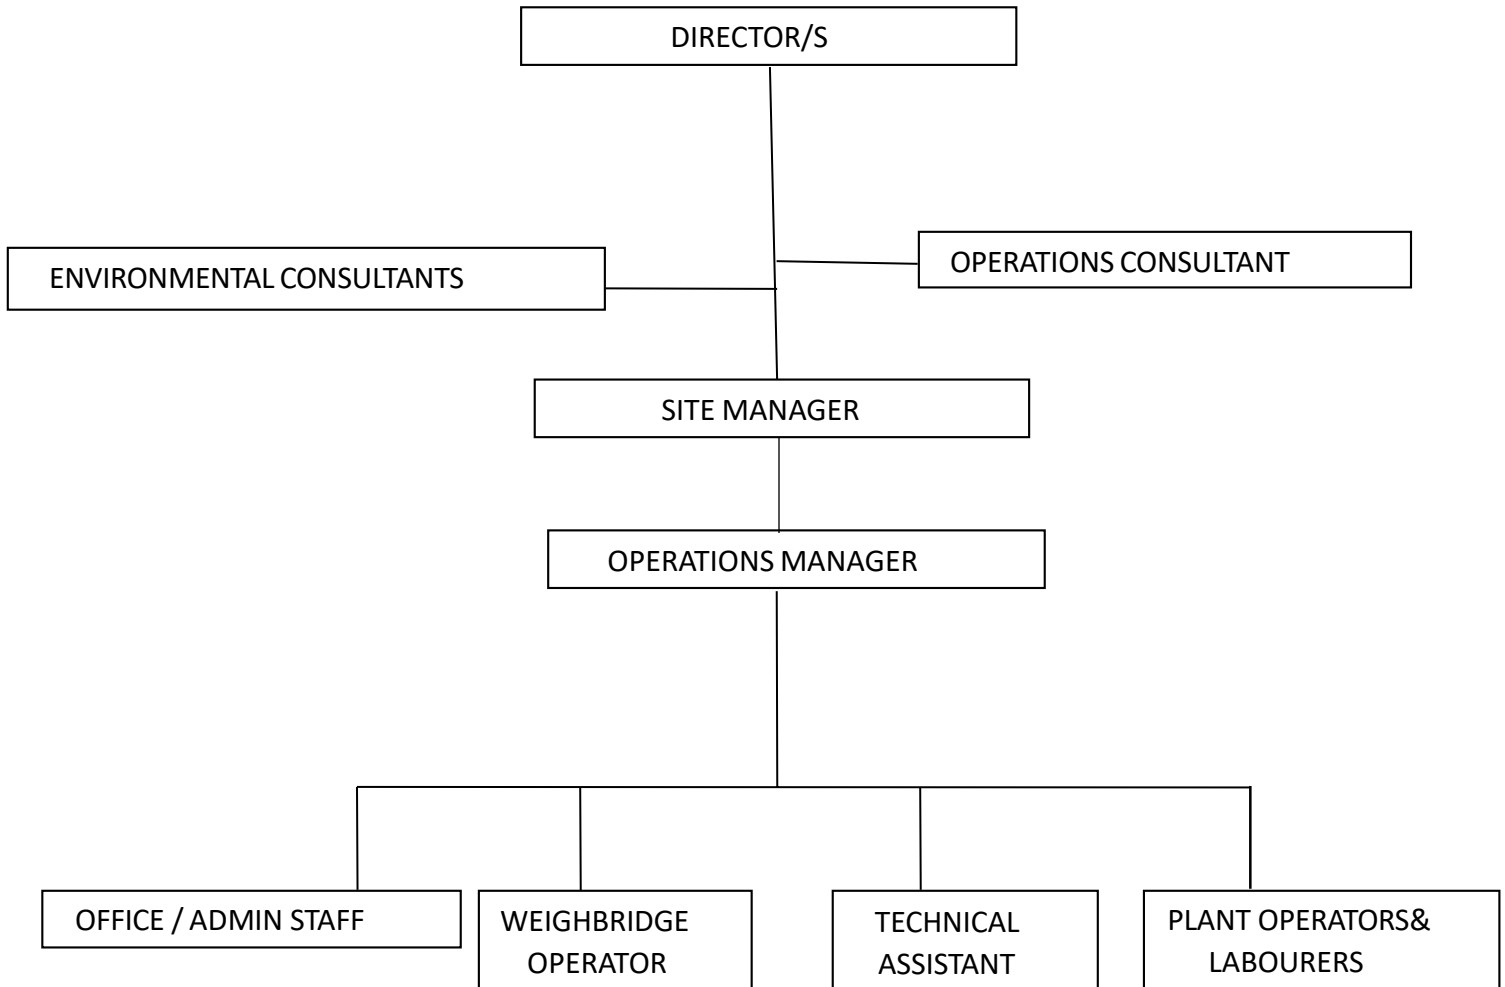 DIRECTOR/S
OPERATIONS CONSULTANT
ENVIRONMENTAL CONSULTANTS
SITE MANAGER
OPERATIONS MANAGER
OFFICE / ADMIN STAFF
WEIGHBRIDGE
OPERATOR
TECHNICAL
ASSISTANT
PLANT OPERATORS&
LABOURERS